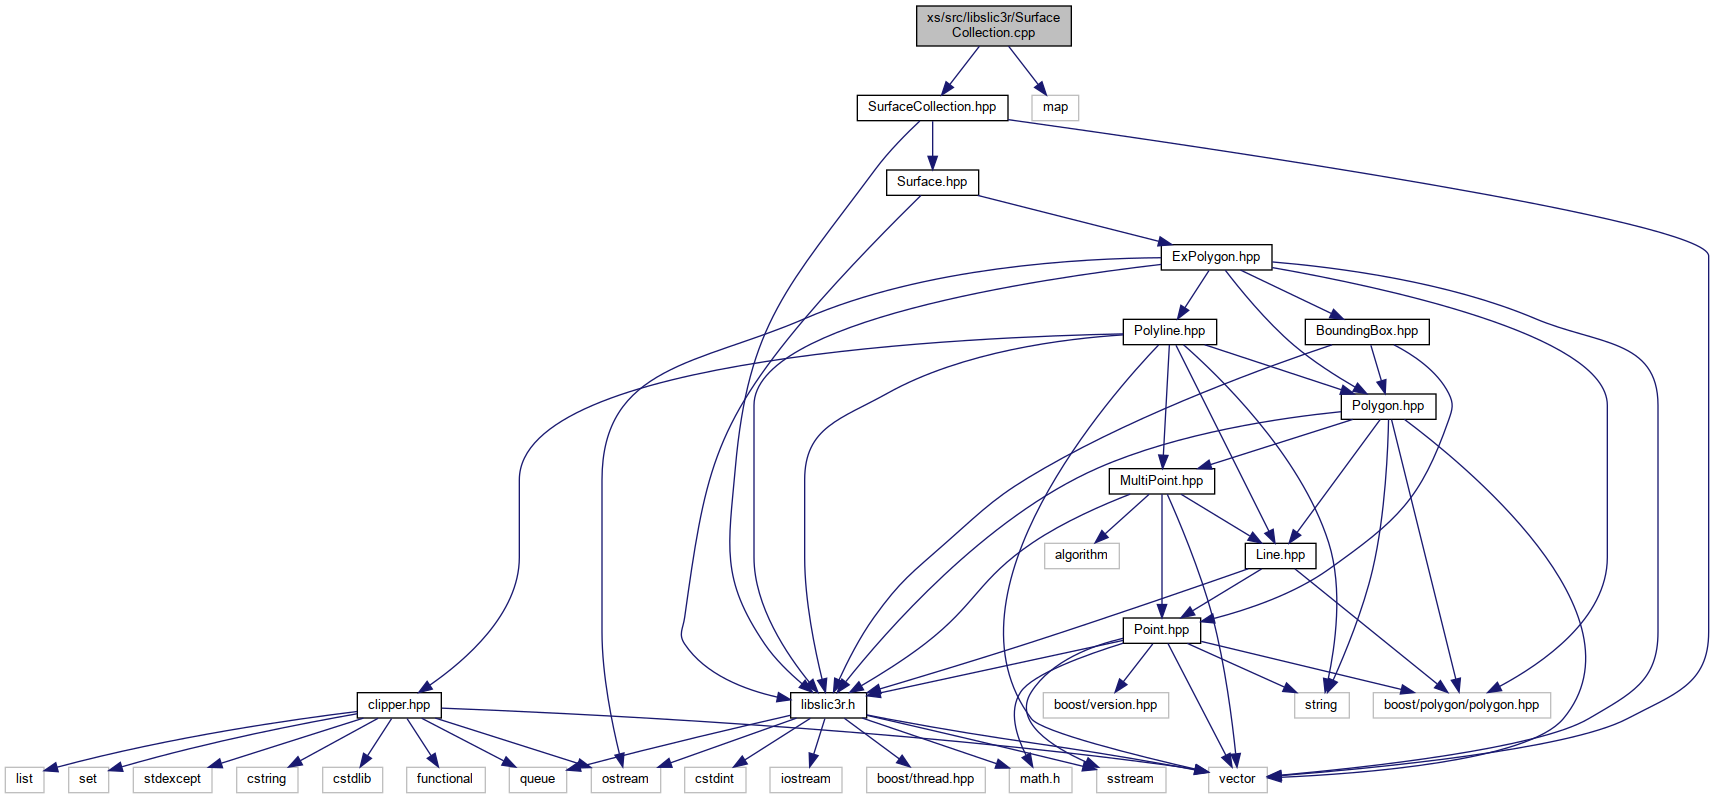 xs/src/libslic3r/Surface
Collection.cpp
SurfaceCollection.hpp
map
Surface.hpp
ExPolygon.hpp
Polyline.hpp
BoundingBox.hpp
Polygon.hpp
MultiPoint.hpp
algorithm
Line.hpp
Point.hpp
clipper.hpp
libslic3r.h
boost/version.hpp
string
boost/polygon/polygon.hpp
list
set
stdexcept
cstring
cstdlib
functional
queue
ostream
cstdint
iostream
boost/thread.hpp
math.h
sstream
vector